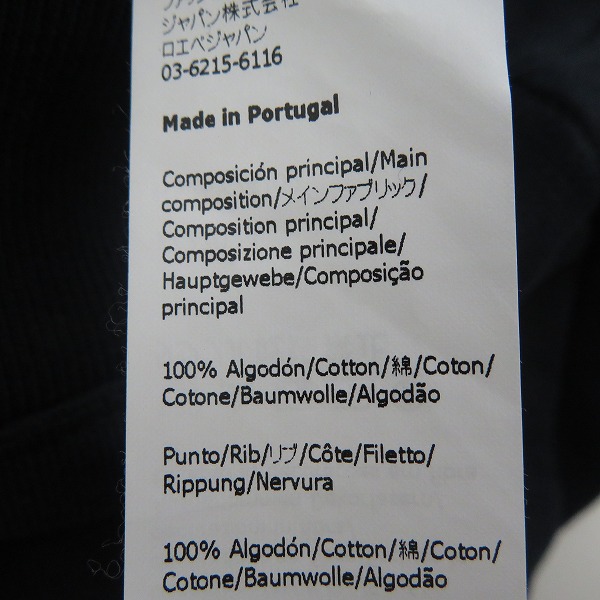 ジャパン株式会社
ロエベジャパン
03-6215-6116
Made in Portugal
Composición principal/Main
composition/メインファブリック/
Composition principal/
Composizione principale/
Hauptgewebe/Composição
principal
100% Algodón/Cotton/綿/Coton/
Cotone/Baumwolle/Algodão
Punto/Rib/リブ/Côte/Filetto/
Rippung/Nervura
100% Algodón/Cotton/綿/Coton/
Cotone/Baumwolle/Algodão